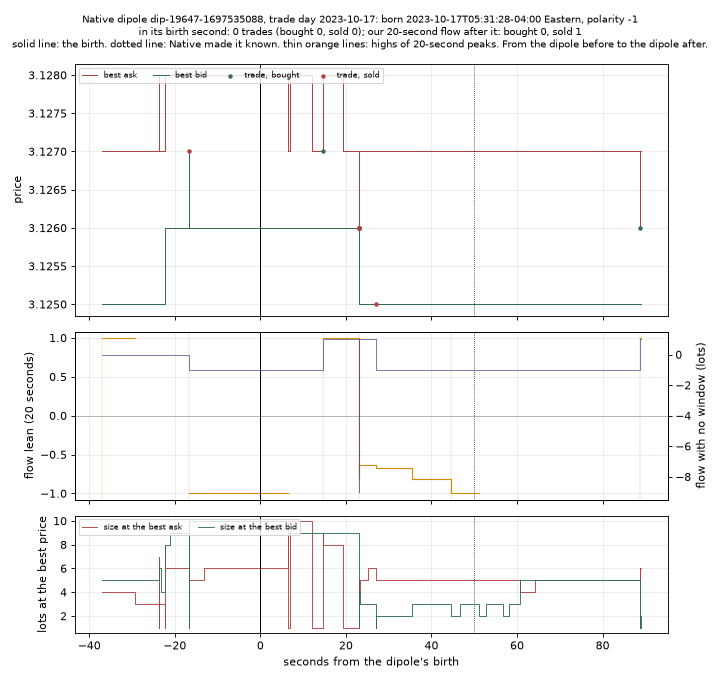 Native dipole dip-19647-1697535088, trade day 2023-10-17: born 2023-10-17T05:31:28-04:00 Eastern, polarity -1
in its birth second: 0 trades (bought 0, sold 0); our 20-second flow after it: bought 0, sold 1
solid line: the birth. dotted line: Native made it known. thin orange lines: highs of 20-second peaks. From the dipole before to the dipole after.
best ask best bid trade, bought trade, sold
3.1280
3.1275
3.1270
3.1265
3.1260
3.1255
3.1250
price
1.0
0.5
0.0
−0.5
−1.0
flow lean (20 seconds)
0
−2
−4
−6
−8
flow with no window (lots)
size at the best ask size at the best bid
10
8
6
4
2
lots at the best price
−40 −20 0 20 40 60 80
seconds from the dipole's birth